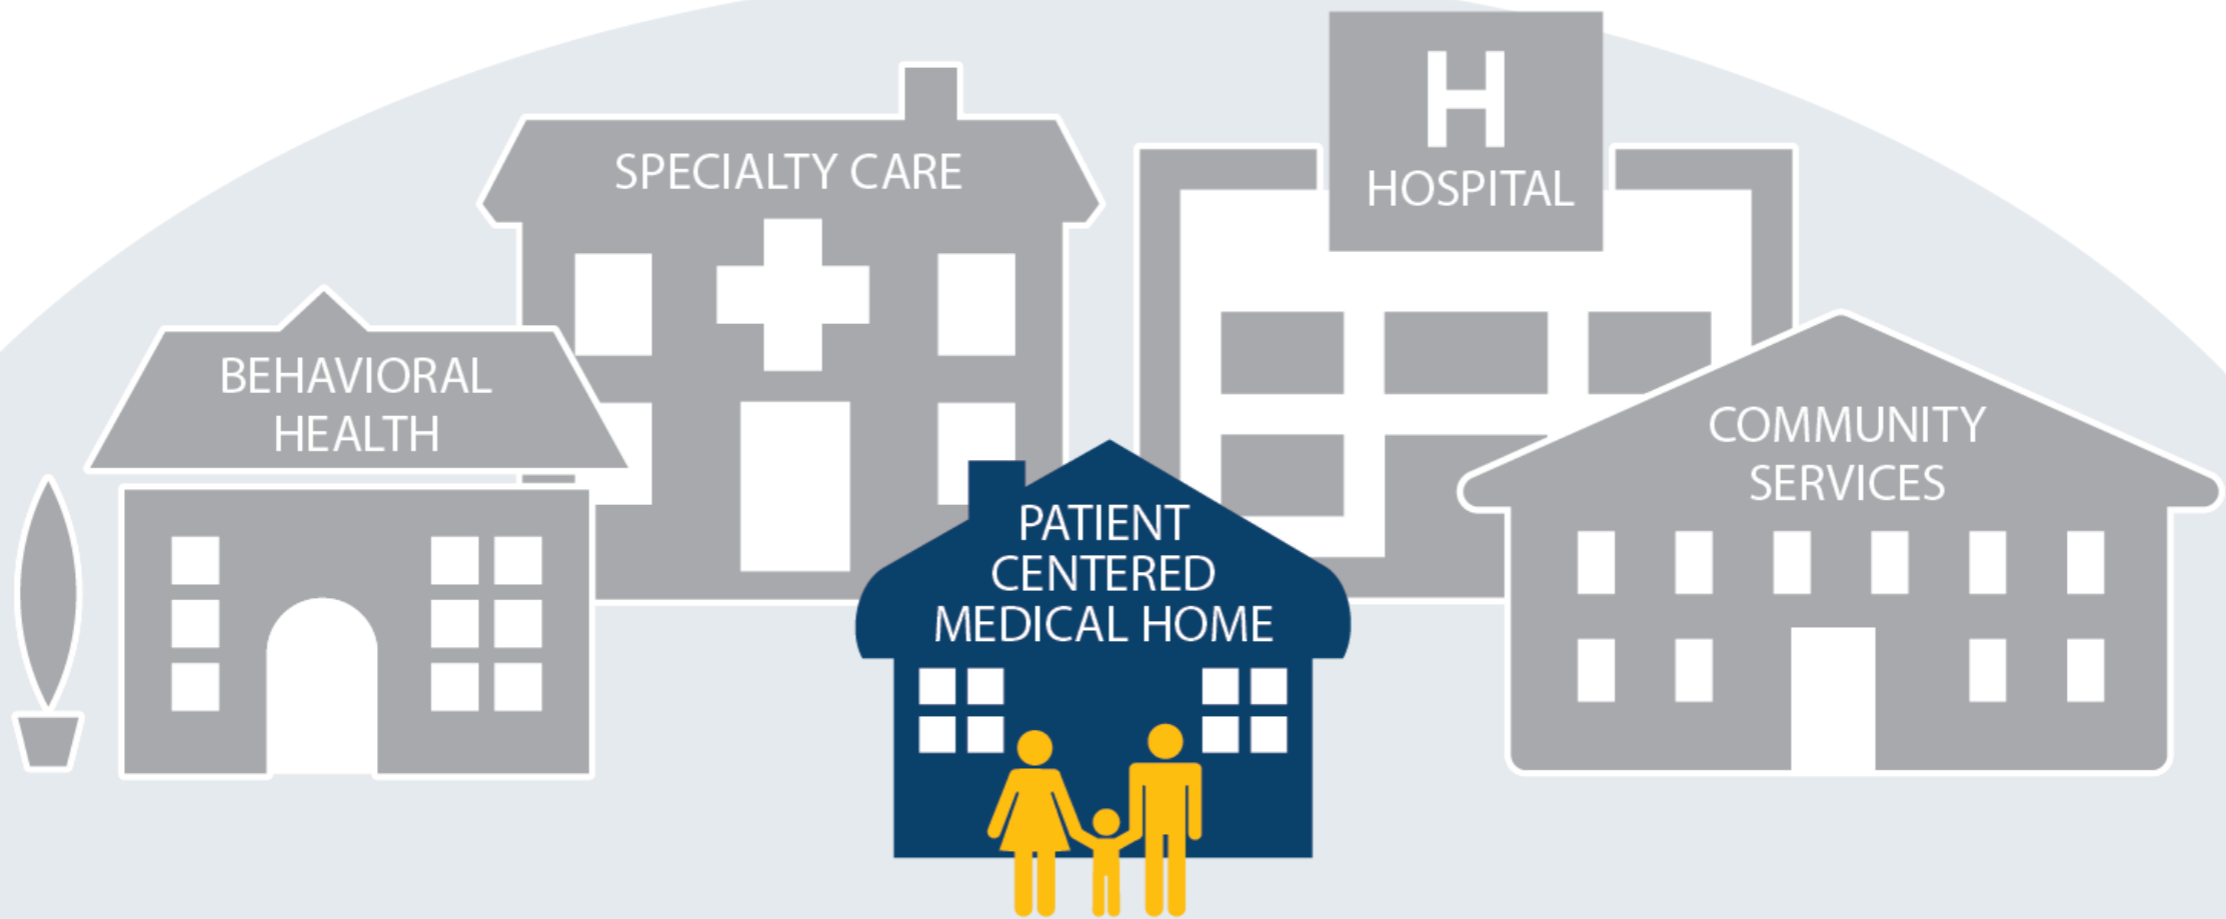 SPECIALTY CARE
H
HOSPITAL
BEHAVIORAL
HEALTH
COMMUNITY
SERVICES
PATIENT
CENTERED
MEDICAL HOME